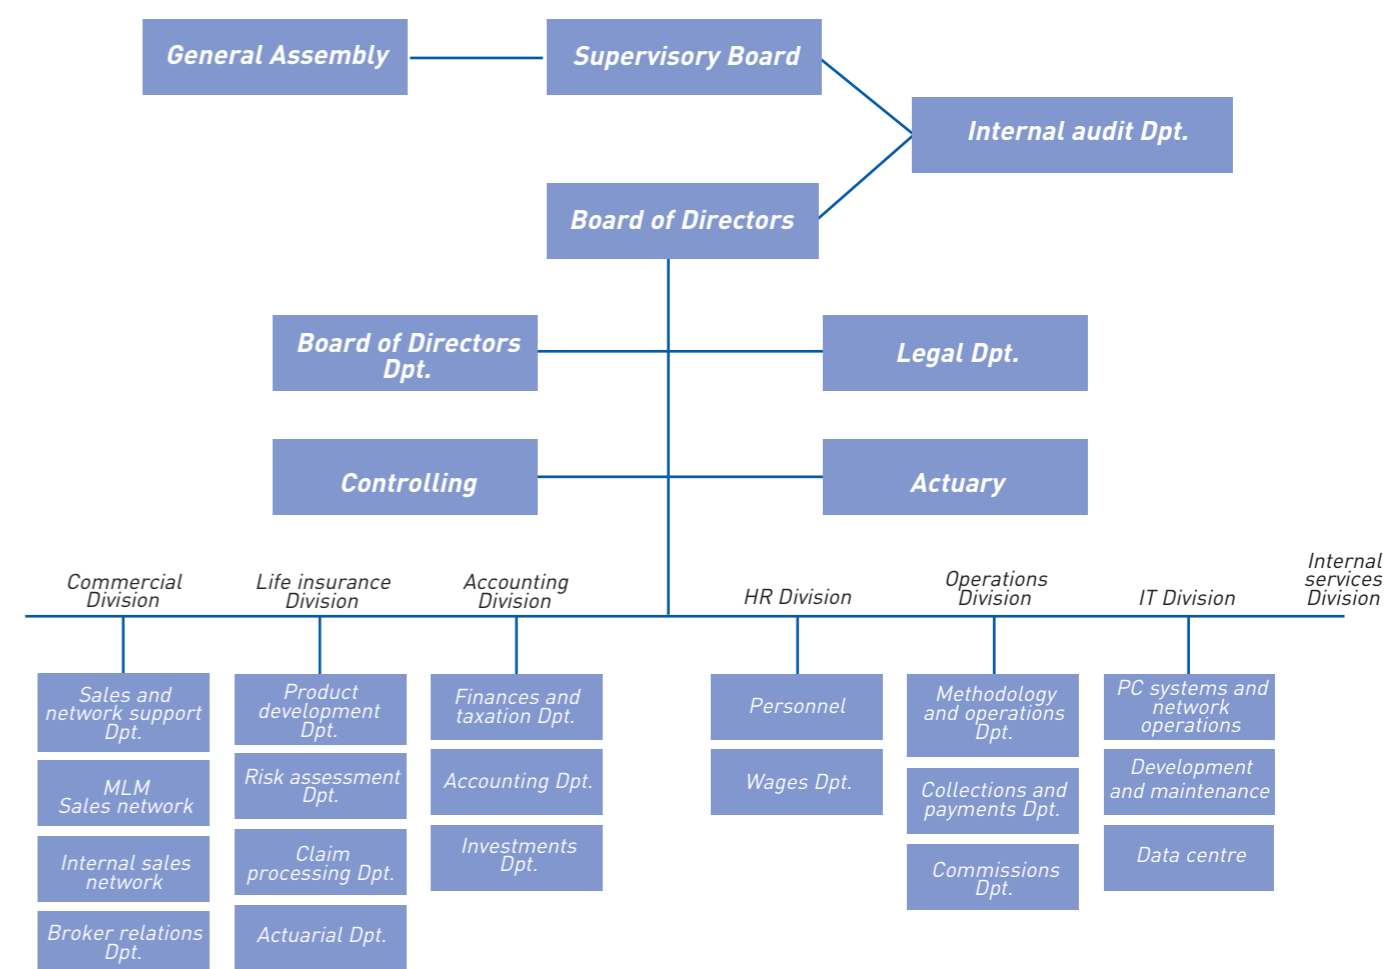 General Assembly
Supervisory Board
Internal audit Dpt.
Board of Directors
Board of Directors
Dpt.
Legal Dpt.
Controlling
Actuary
Commercial
Division
Life insurance
Division
Accounting
Division
HR Division
Operations
Division
IT Division
Internal
services
Division
Sales and
network support
Dpt.
MLM
Sales network
Internal sales
network
Broker relations
Dpt.
Product
development
Dpt.
Risk assessment
Dpt.
Claim
processing Dpt.
Actuarial Dpt.
Finances and
taxation Dpt.
Accounting Dpt.
Investments
Dpt.
Personnel
Wages Dpt.
Methodology
and operations
Dpt.
Collections and
payments Dpt.
Commissions
Dpt.
PC systems and
network
operations
Development
and maintenance
Data centre